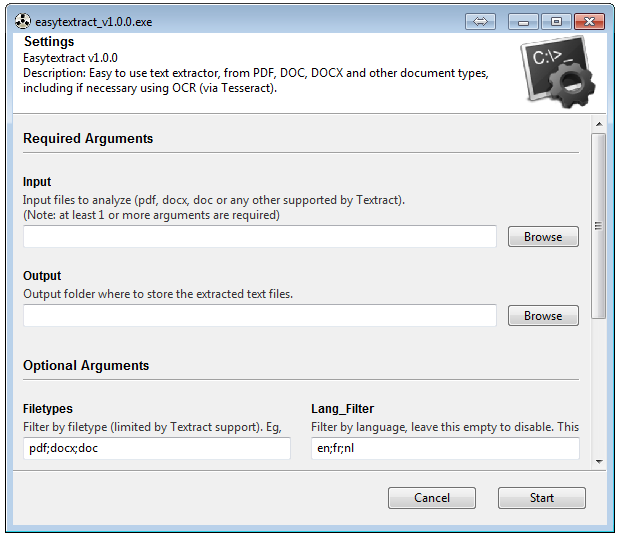 easytextract_v1.0.0.exe
Settings
Easytextract v1.0.0
Description: Easy to use text extractor, from PDF, DOC, DOCX and other document types,
including if necessary using OCR (via Tesseract).
C:\>_
Required Arguments
Input
Input files to analyze (pdf, docx, doc or any other supported by Textract).
(Note: at least 1 or more arguments are required)
Browse
Output
Output folder where to store the extracted text files.
Browse
Optional Arguments
Filetypes
Filter by filetype (limited by Textract support). Eg,
pdf;docx;doc
Lang_Filter
Filter by language, leave this empty to disable. This
en;fr;nl
Cancel
Start